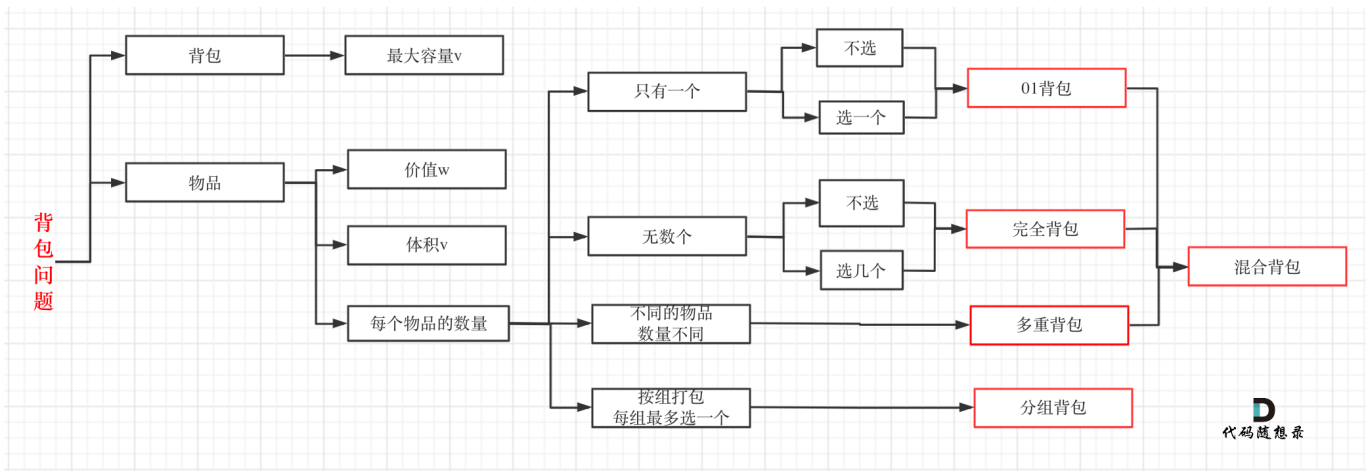 背包问题
背包
最大容量v
物品
价值w
体积v
每个物品的数量
只有一个
不选
选一个
01背包
无数个
不选
选几个
完全背包
不同的物品
数量不同
多重背包
混合背包
按组打包
每组最多选一个
分组背包
代码随想录